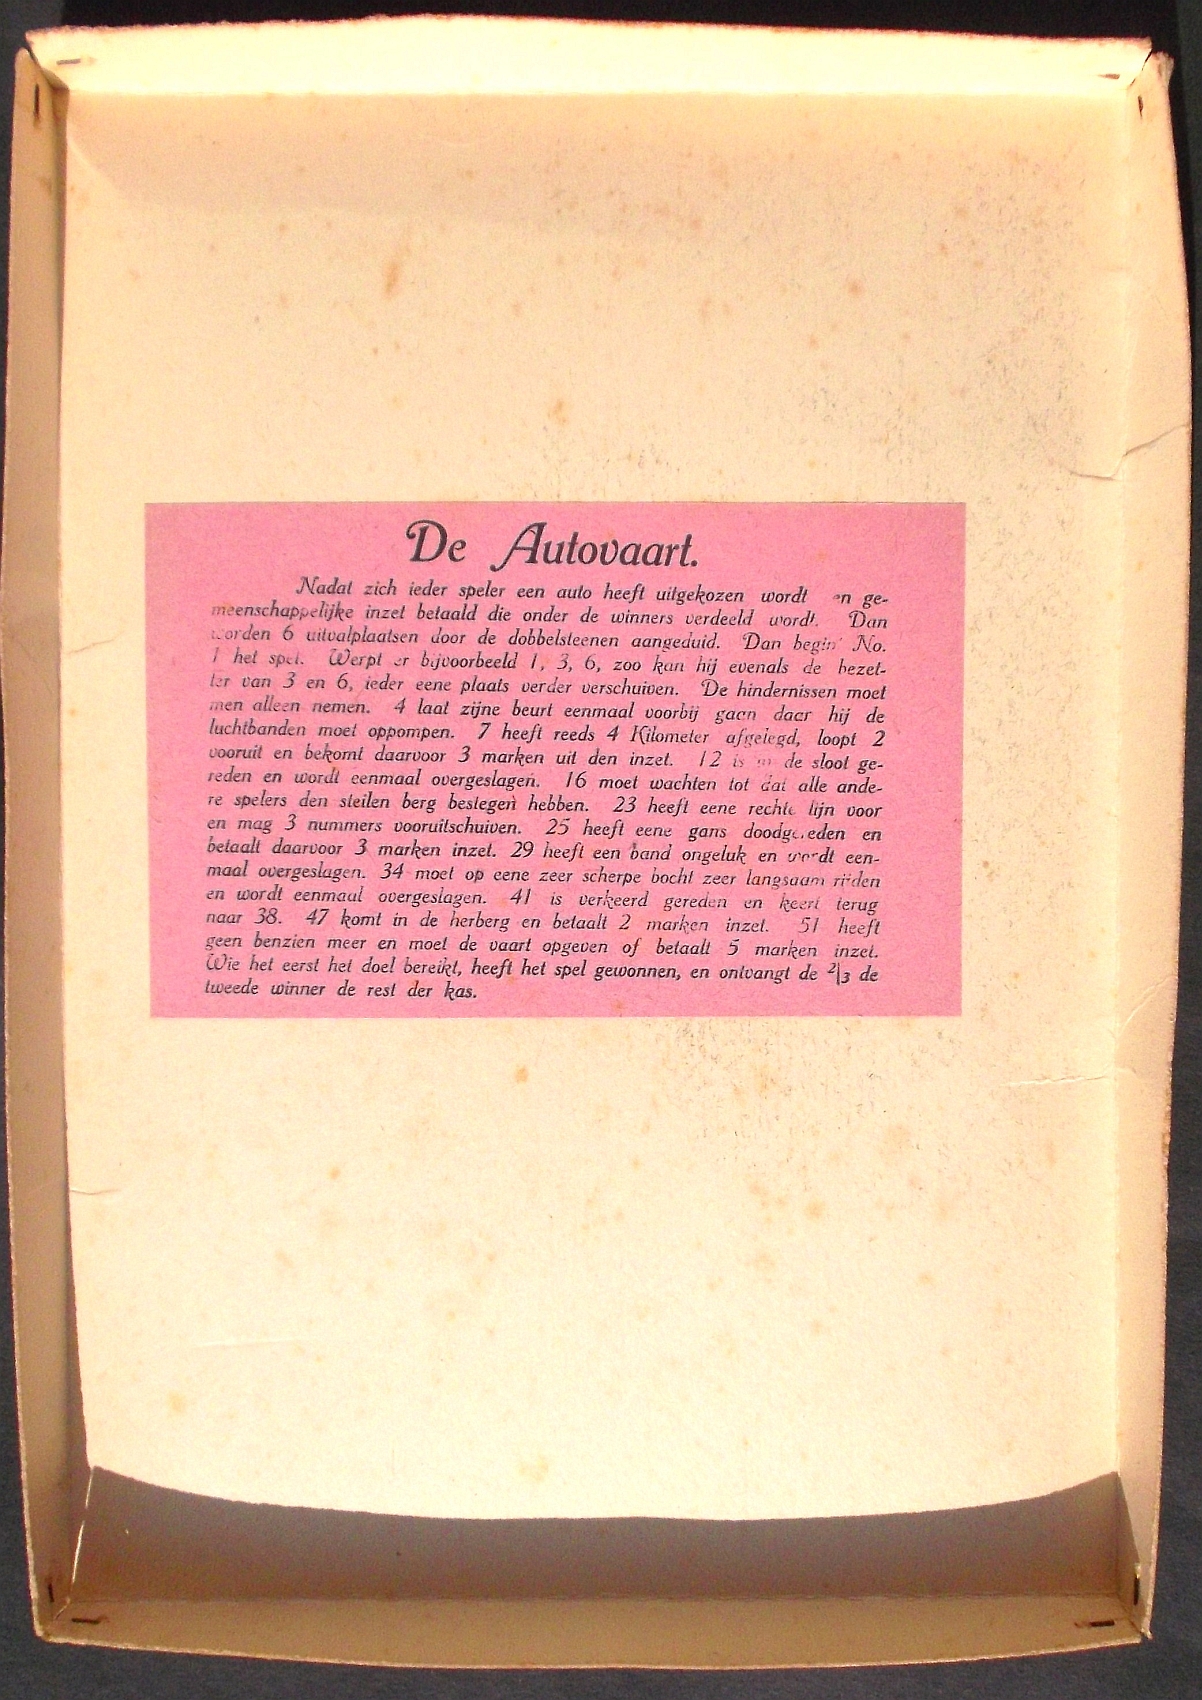 De Autovaart.
Nadat zich ieder speler een auto heeft uitgekozen wordt en ge-
meenschappelijke inzet betaald die onder de winners verdeeld wordt. Dan
worden 6 uitvalplaatsen door de dobbelsteenen aangeduid. Dan begint No.
1 het spel. Werpt er bijvoorbeeld 1, 3, 6, zoo kan hij evenals de bezet-
ter van 3 en 6, ieder eene plaats verder verschuiven. De hindernissen moet
men alleen nemen. 4 laat zijne beurt eenmaal voorbij gaan daar hij de
luchtbanden moet oppompen. 7 heeft reeds 4 Kilometer afgelegd, loopt 2
vooruit en bekomt daarvoor 3 marken uit den inzet. 12 is in de sloot ge-
reden en wordt eenmaal overgeslagen. 16 moet wachten tot dat alle ande-
re spelers den steilen berg bestegen hebben. 23 heeft eene rechte lijn voor
en mag 3 nummers vooruitschuiven. 25 heeft eene gans doodgereden en
betaalt daarvoor 3 marken inzet. 29 heeft een band ongeluk en wordt een-
maal overgeslagen. 34 moet op eene zeer scherpe bocht zeer langsaam rijden
en wordt eenmaal overgeslagen. 41 is verkeerd gereden en keert terug
naar 38. 47 komt in de herberg en betaalt 2 marken inzet. 51 heeft
geen benzien meer en moet de vaart opgeven of betaalt 5 marken inzet.
Wie het eerst het doel bereikt, heeft het spel gewonnen, en ontvangt de 2/3 de
tweede winner de rest der kas.